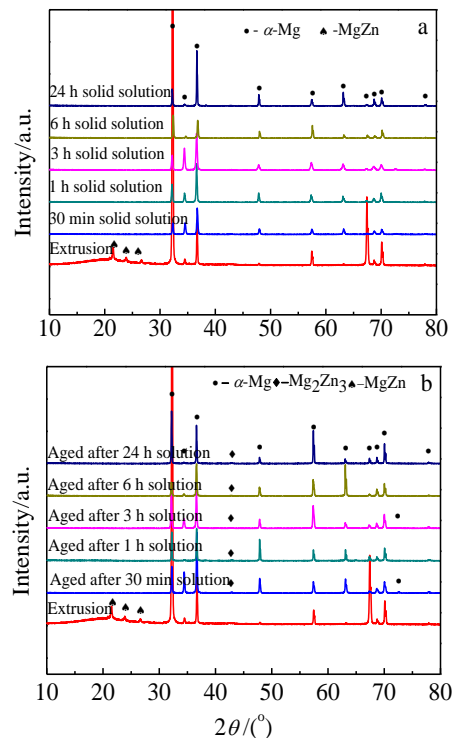 ●- α-Mg ♠-MgZn a
24 h solid solution
6 h solid solution
3 h solid solution
1 h solid solution
30 min solid solution
Extrusion
Intensity/a.u.
10 20 30 40 50 60 70 80
●–α-Mg♦–Mg₂Zn₃♠–MgZn b
Aged after 24 h solution
Aged after 6 h solution
Aged after 3 h solution
Aged after 1 h solution
Aged after 30 min solution
Extrusion
Intensity/a.u.
10 20 30 40 50 60 70 80
2θ/(°)